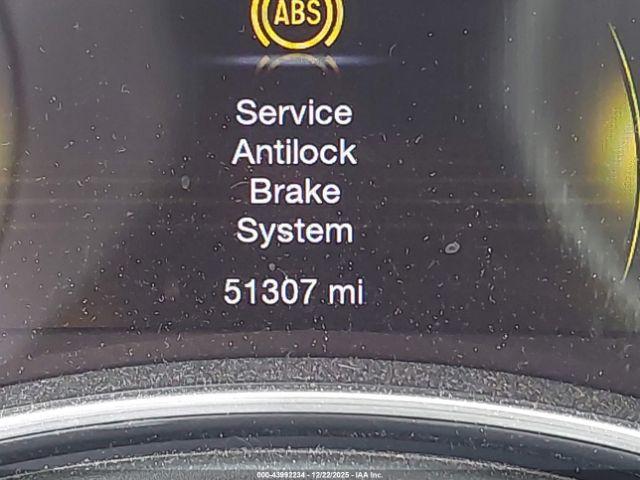 ABS
Service
Antilock
Brake
System
51307 mi
000-43992234 - 12/22/2025 - IAA Inc.